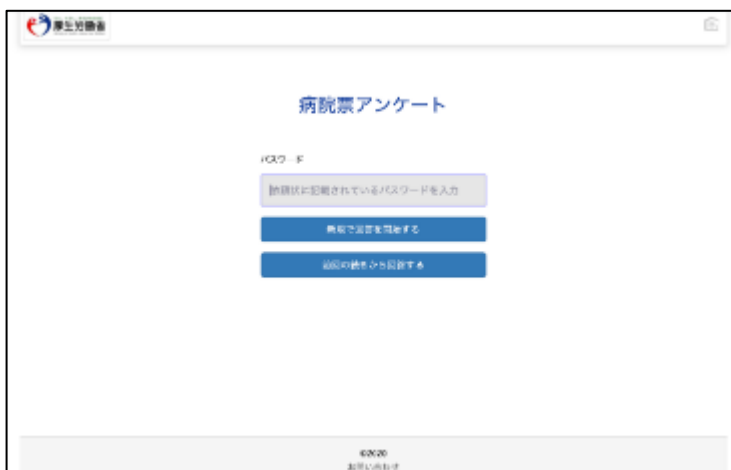 厚生労働省
病院票アンケート
パスワード
依頼状に記載されているパスワードを入力
新規で回答を開始する
前回の続きから回答する
©2020
お問い合わせ